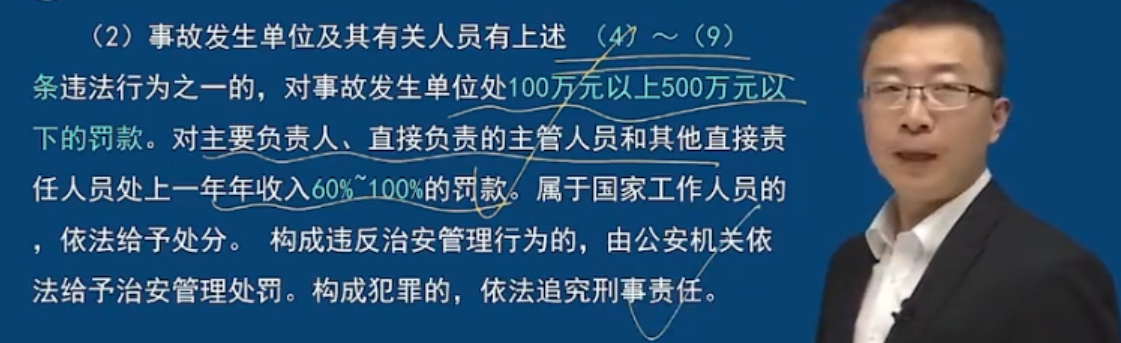 （2）事故发生单位及其有关人员有上述 （4）～（9）
条违法行为之一的，对事故发生单位处100万元以上500万元以
下的罚款。对主要负责人、直接负责的主管人员和其他直接责
任人员处上一年年收入60%~100%的罚款。属于国家工作人员的
，依法给予处分。 构成违反治安管理行为的，由公安机关依
法给予治安管理处罚。构成犯罪的，依法追究刑事责任。